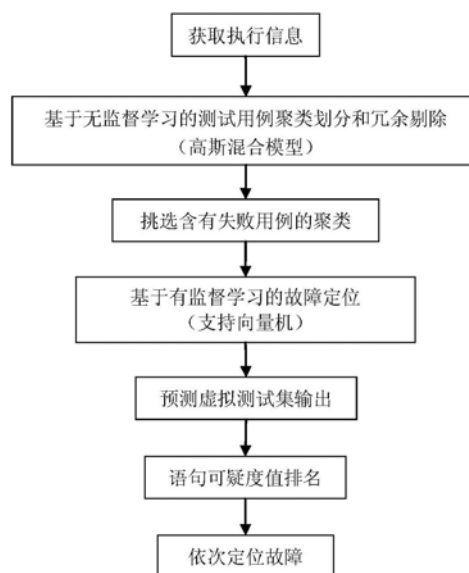 获取执行信息
基于无监督学习的测试用例聚类划分和冗余剔除
（高斯混合模型）
挑选含有失败用例的聚类
基于有监督学习的故障定位
（支持向量机）
预测虚拟测试集输出
语句可疑度值排名
依次定位故障